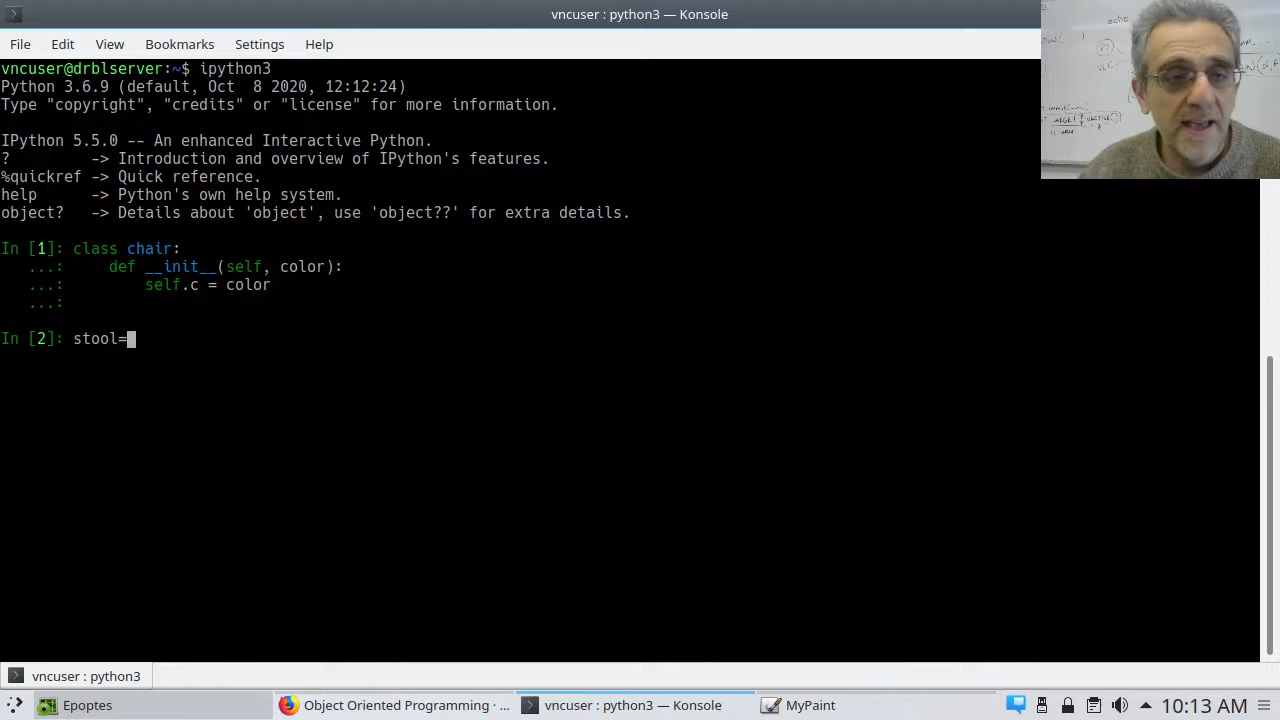 vncuser : python3 — Konsole
File Edit View Bookmarks Settings Help
vncuser@drblserver:~$ ipython3
Python 3.6.9 (default, Oct  8 2020, 12:12:24)
Type "copyright", "credits" or "license" for more information.
IPython 5.5.0 -- An enhanced Interactive Python.
?         -> Introduction and overview of IPython's features.
%quickref -> Quick reference.
help      -> Python's own help system.
object?   -> Details about 'object', use 'object??' for extra details.
In [1]: class chair:
   ...:     def __init__(self, color):
   ...:         self.c = color
   ...:
In [2]: stool=
vncuser : python3
Epoptes
Object Oriented Programming · ...
vncuser : python3 — Konsole
MyPaint
10:13 AM